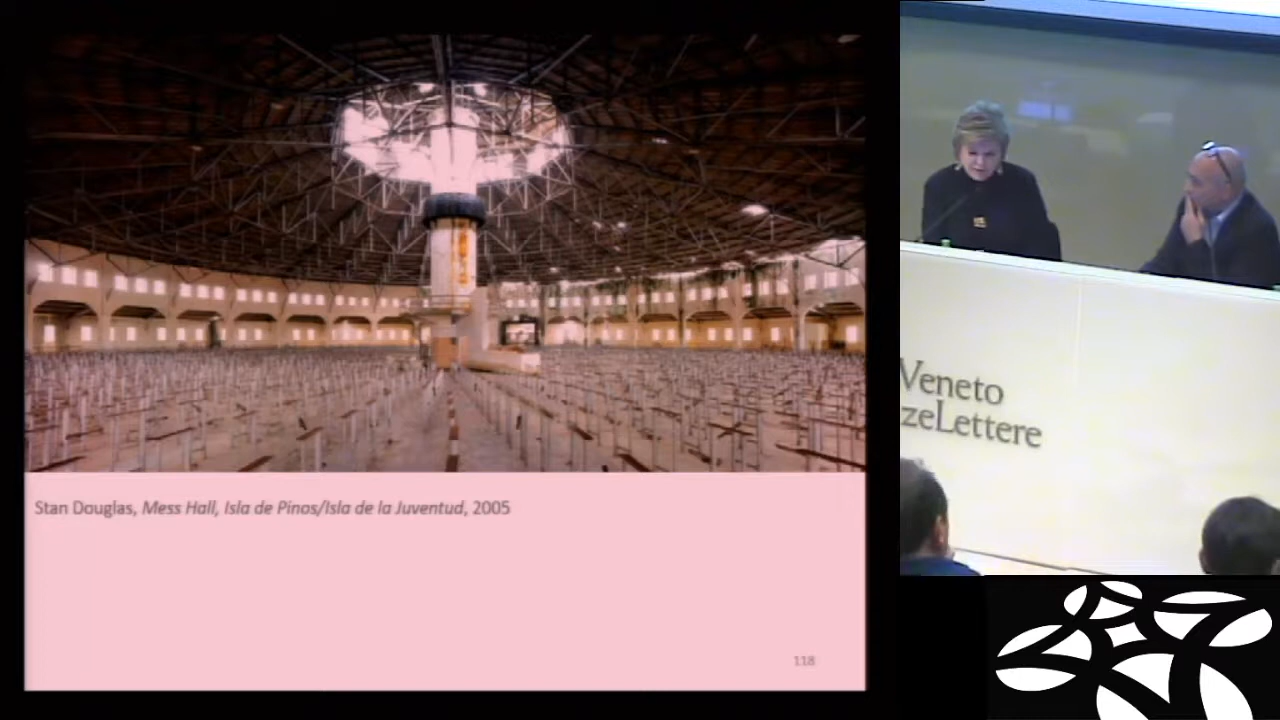 Stan Douglas, Mess Hall, Isla de Pinos/Isla de la Juventud, 2005
118
Veneto
zeLettere